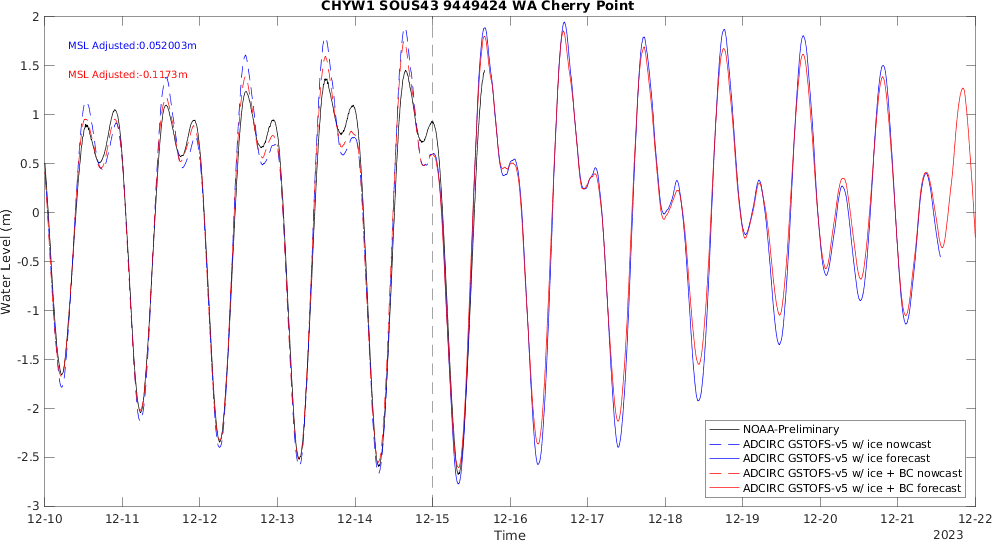 CHYW1 SOUS43 9449424 WA Cherry Point
MSL Adjusted:0.052003m
MSL Adjusted:-0.1173m
Water Level (m)
2
1.5
1
0.5
0
-0.5
-1
-1.5
-2
-2.5
-3
NOAA-Preliminary
ADCIRC GSTOFS-v5 w/ ice nowcast
ADCIRC GSTOFS-v5 w/ ice forecast
ADCIRC GSTOFS-v5 w/ ice + BC nowcast
ADCIRC GSTOFS-v5 w/ ice + BC forecast
12-10 12-11 12-12 12-13 12-14 12-15 12-16 12-17 12-18 12-19 12-20 12-21 12-22
Time
2023